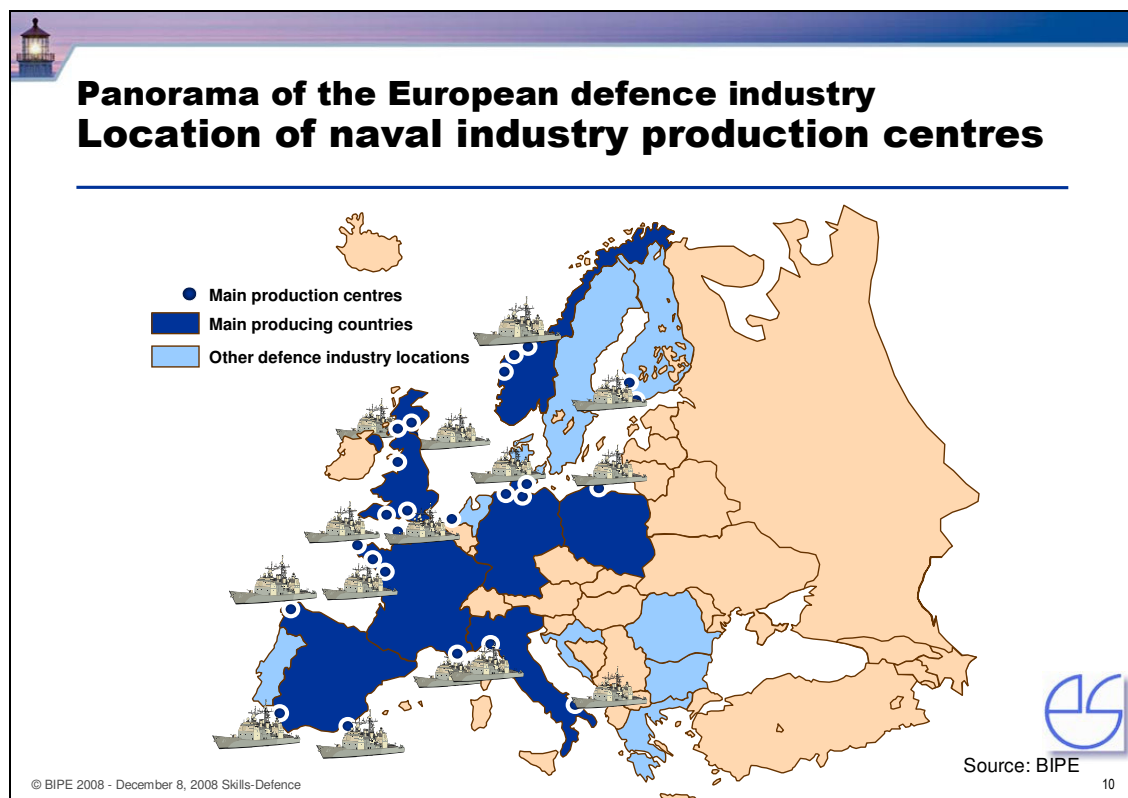 Panorama of the European defence industry
Location of naval industry production centres
Main production centres
Main producing countries
Other defence industry locations
es
Source: BIPE
© BIPE 2008 - December 8, 2008 Skills-Defence
10